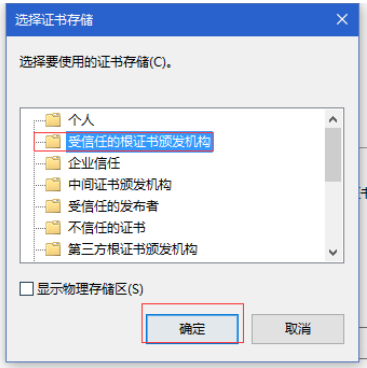 选择证书存储
选择要使用的证书存储(C)。
个人
受信任的根证书颁发机构
企业信任
中间证书颁发机构
受信任的发布者
不信任的证书
第三方根证书颁发机构
显示物理存储区(S)
确定
取消